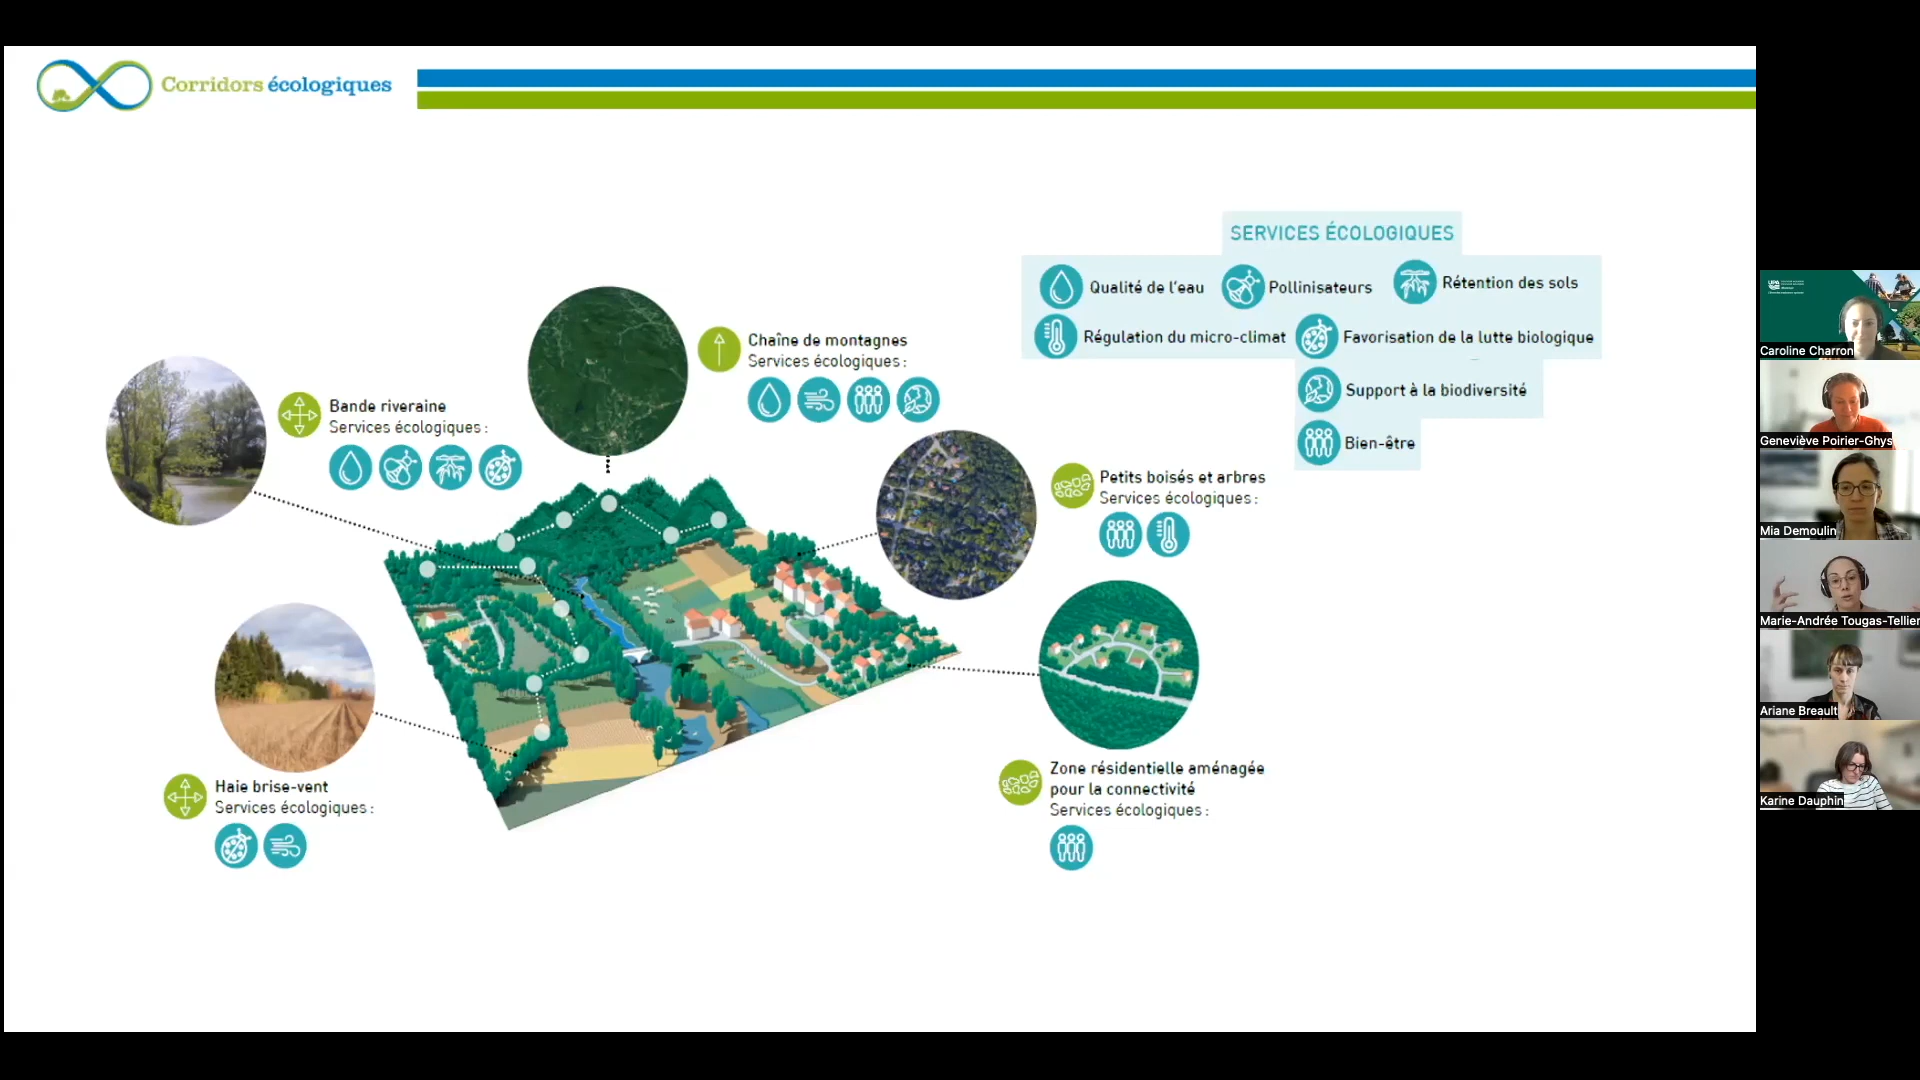 Corridors écologiques
SERVICES ÉCOLOGIQUES
Qualité de l'eau
Pollinisateurs
Rétention des sols
Régulation du micro-climat
Favorisation de la lutte biologique
Support à la biodiversité
Bien-être
Chaîne de montagnes
Services écologiques :
Bande riveraine
Services écologiques :
Petits boisés et arbres
Services écologiques :
Haie brise-vent
Services écologiques :
Zone résidentielle aménagée
pour la connectivité
Services écologiques :
UPA
Caroline Charron
Geneviève Poirier-Ghys
Mia Demoulin
Marie-Andrée Tougas-Tellier
Ariane Breault
Karine Dauphin